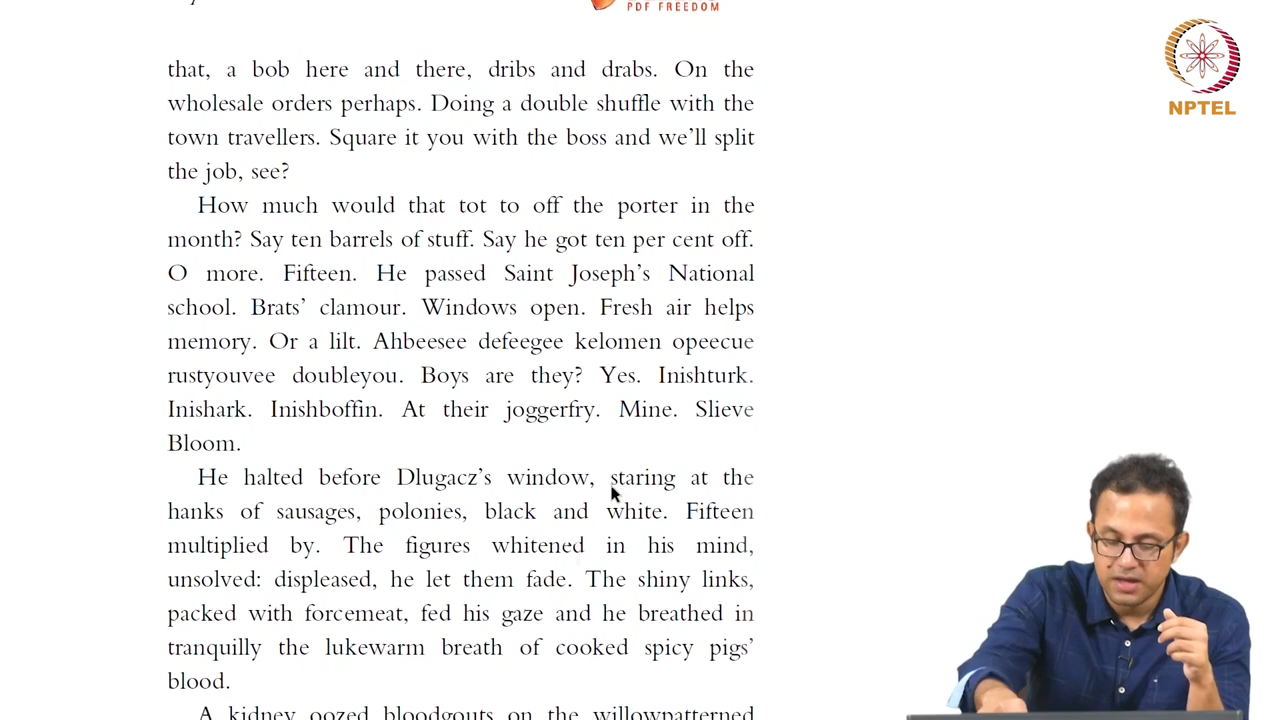 PDF FREEDOM
NPTEL
that, a bob here and there, dribs and drabs. On the
wholesale orders perhaps. Doing a double shuffle with the
town travellers. Square it you with the boss and we’ll split
the job, see?
How much would that tot to off the porter in the
month? Say ten barrels of stuff. Say he got ten per cent off.
O more. Fifteen. He passed Saint Joseph’s National
school. Brats’ clamour. Windows open. Fresh air helps
memory. Or a lilt. Ahbeesee defeegee kelomen opeecue
rustyouvee doubleyou. Boys are they? Yes. Inishturk.
Inishark. Inishboffin. At their joggerfry. Mine. Slieve
Bloom.
He halted before Dlugacz’s window, staring at the
hanks of sausages, polonies, black and white. Fifteen
multiplied by. The figures whitened in his mind,
unsolved: displeased, he let them fade. The shiny links,
packed with forcemeat, fed his gaze and he breathed in
tranquilly the lukewarm breath of cooked spicy pigs’
blood.
A kidney oozed bloodgouts on the willowpatterned